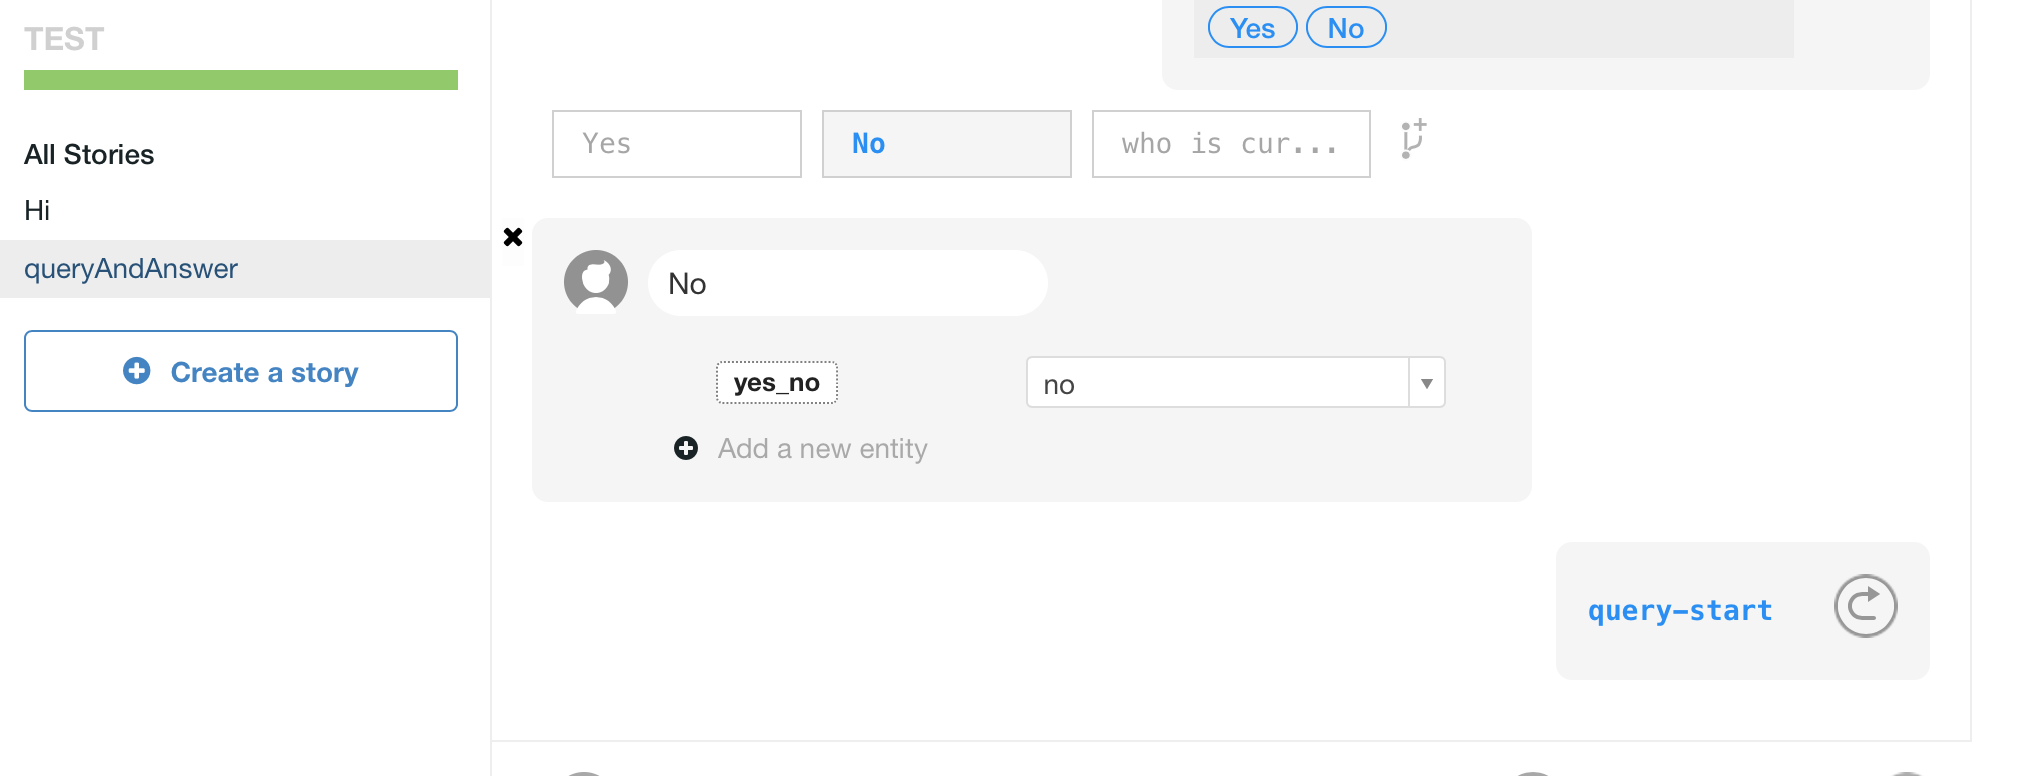 TEST
All Stories
Hi
queryAndAnswer
Create a story
Yes No
Yes
No
who is cur...
No
yes_no
no
Add a new entity
query-start